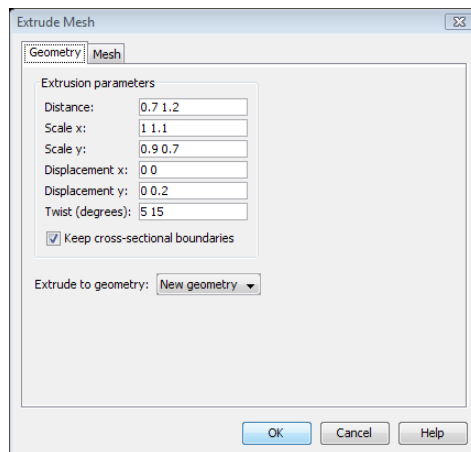 Extrude Mesh
Geometry Mesh
Extrusion parameters
Distance: 0.7 1.2
Scale x: 1 1.1
Scale y: 0.9 0.7
Displacement x: 0 0
Displacement y: 0 0.2
Twist (degrees): 5 15
Keep cross-sectional boundaries
Extrude to geometry: New geometry
OK Cancel Help